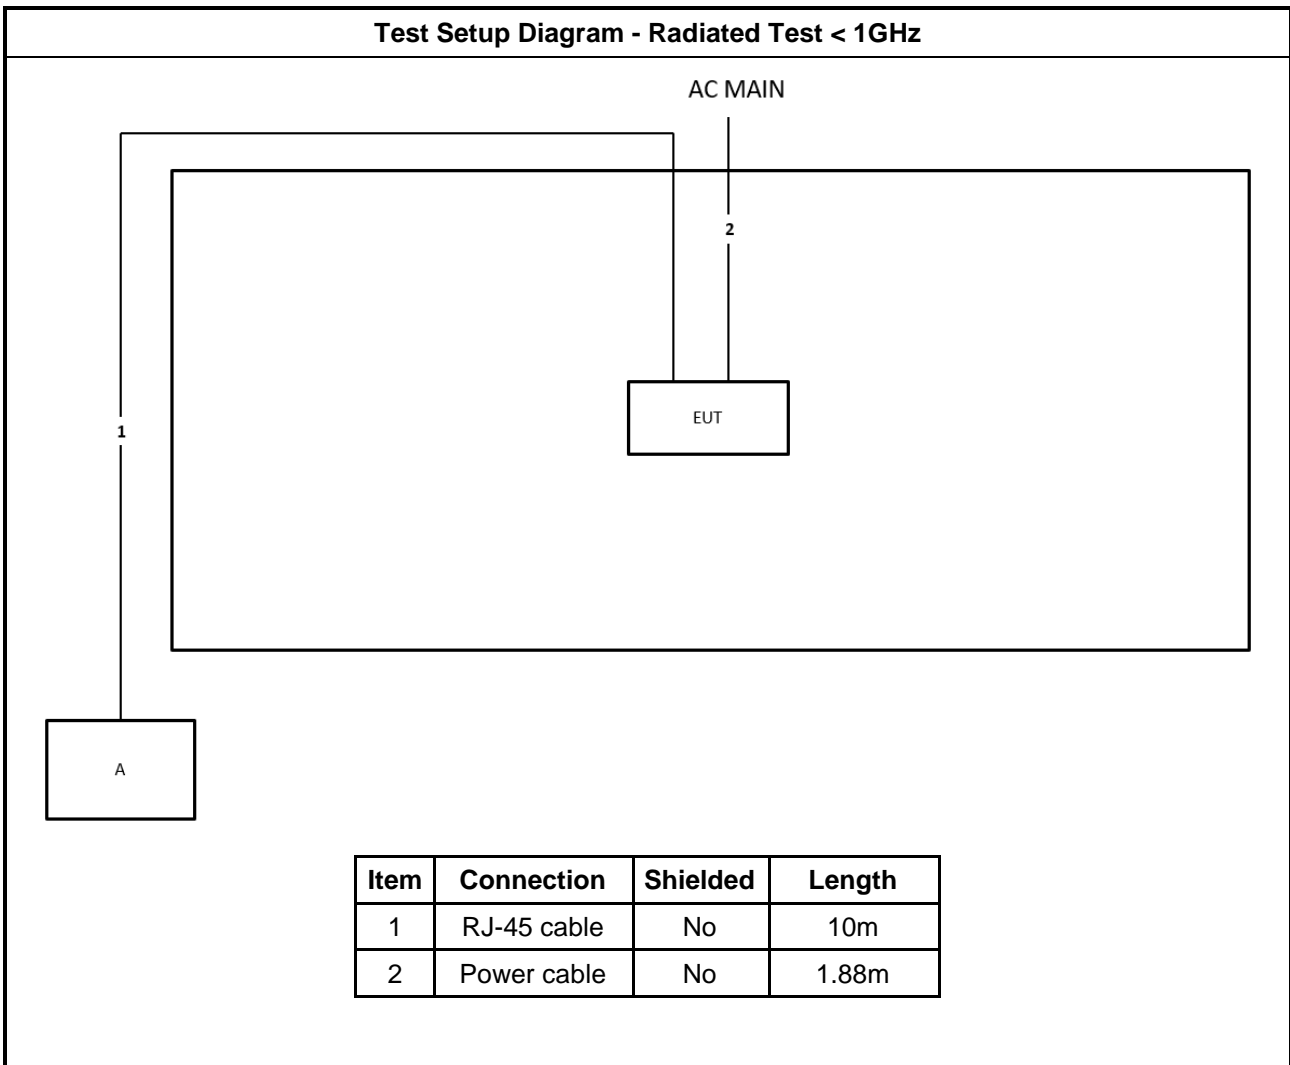 Test Setup Diagram - Radiated Test < 1GHz
AC MAIN
2
EUT
1
A
Item Connection Shielded Length
1 RJ-45 cable No 10m
2 Power cable No 1.88m